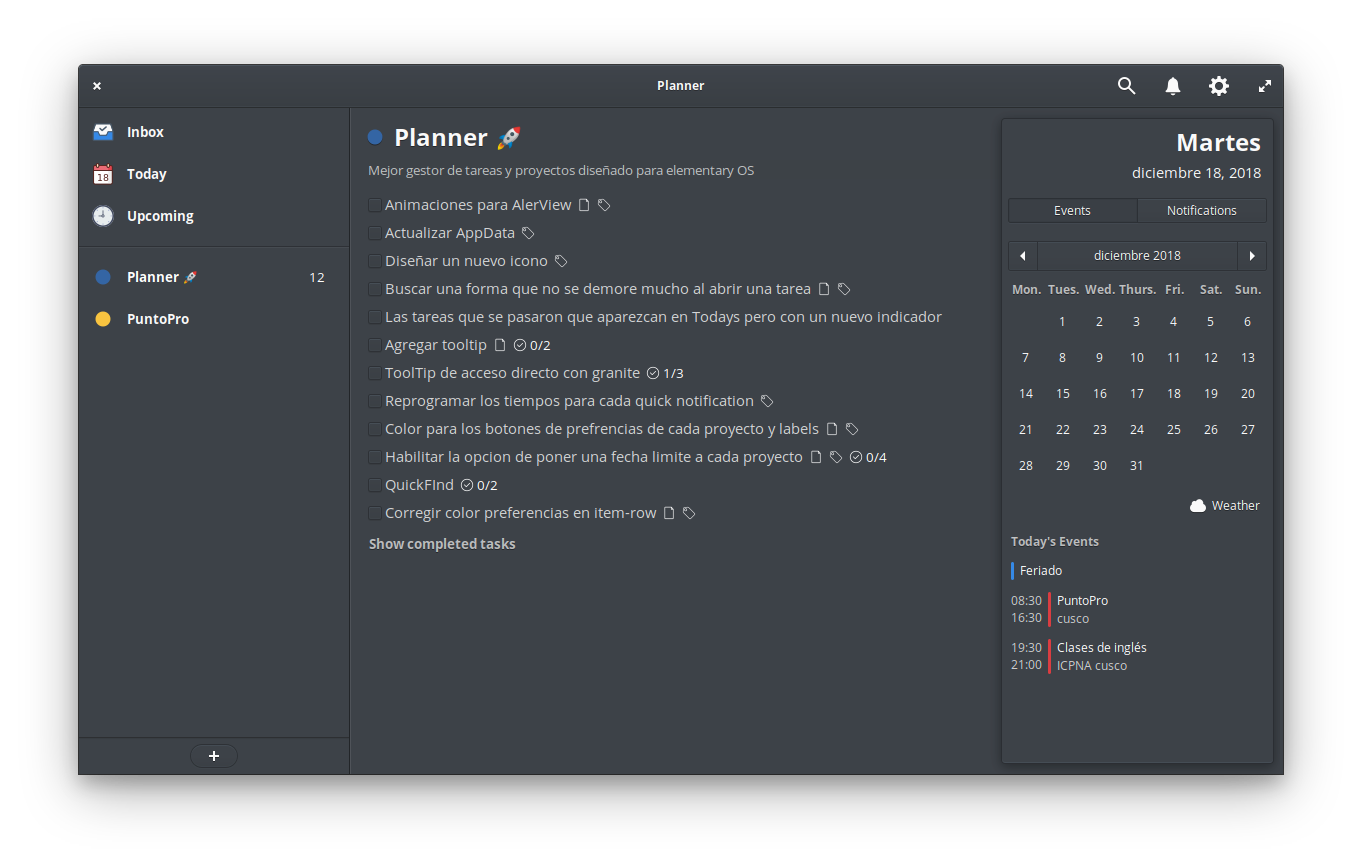 Planner
Inbox
18
Today
Upcoming
Planner 🚀 12
PuntoPro
Planner 🚀
Mejor gestor de tareas y proyectos diseñado para elementary OS
Animaciones para AlerView
Actualizar AppData
Diseñar un nuevo icono
Buscar una forma que no se demore mucho al abrir una tarea
Las tareas que se pasaron que aparezcan en Todays pero con un nuevo indicador
Agregar tooltip 0/2
ToolTip de acceso directo con granite 1/3
Reprogramar los tiempos para cada quick notification
Color para los botones de prefrencias de cada proyecto y labels
Habilitar la opcion de poner una fecha limite a cada proyecto 0/4
QuickFInd 0/2
Corregir color preferencias en item-row
Show completed tasks
Martes
diciembre 18, 2018
Events Notifications
diciembre 2018
Mon. Tues. Wed. Thurs. Fri. Sat. Sun.
1 2 3 4 5 6
7 8 9 10 11 12 13
14 15 16 17 18 19 20
21 22 23 24 25 26 27
28 29 30 31
Weather
Today's Events
Feriado
08:30 PuntoPro
16:30 cusco
19:30 Clases de inglés
21:00 ICPNA cusco
+